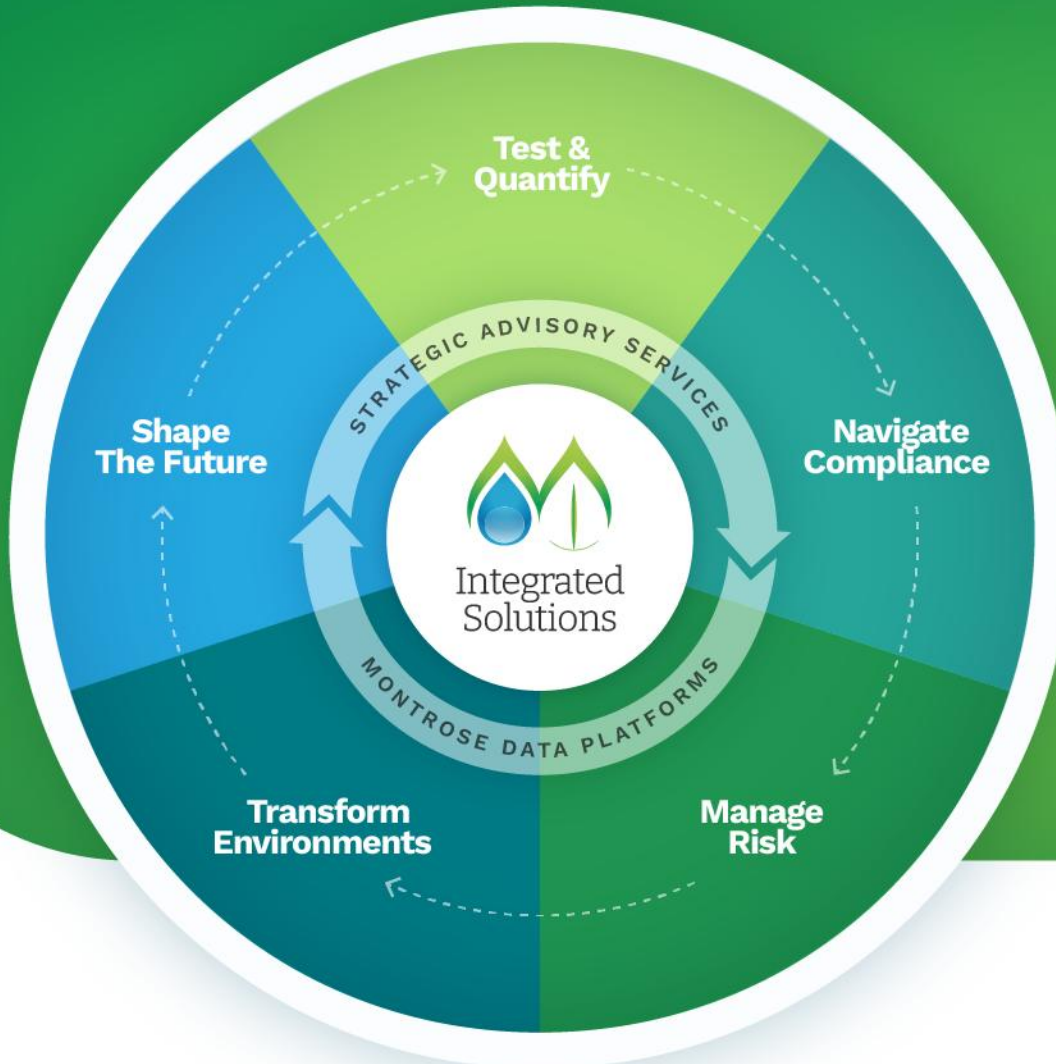 Test &
Quantify
STRATEGIC ADVISORY SERVICES
Shape
The Future
Navigate
Compliance
Integrated
Solutions
MONTROSE DATA PLATFORMS
Transform
Environments
Manage
Risk